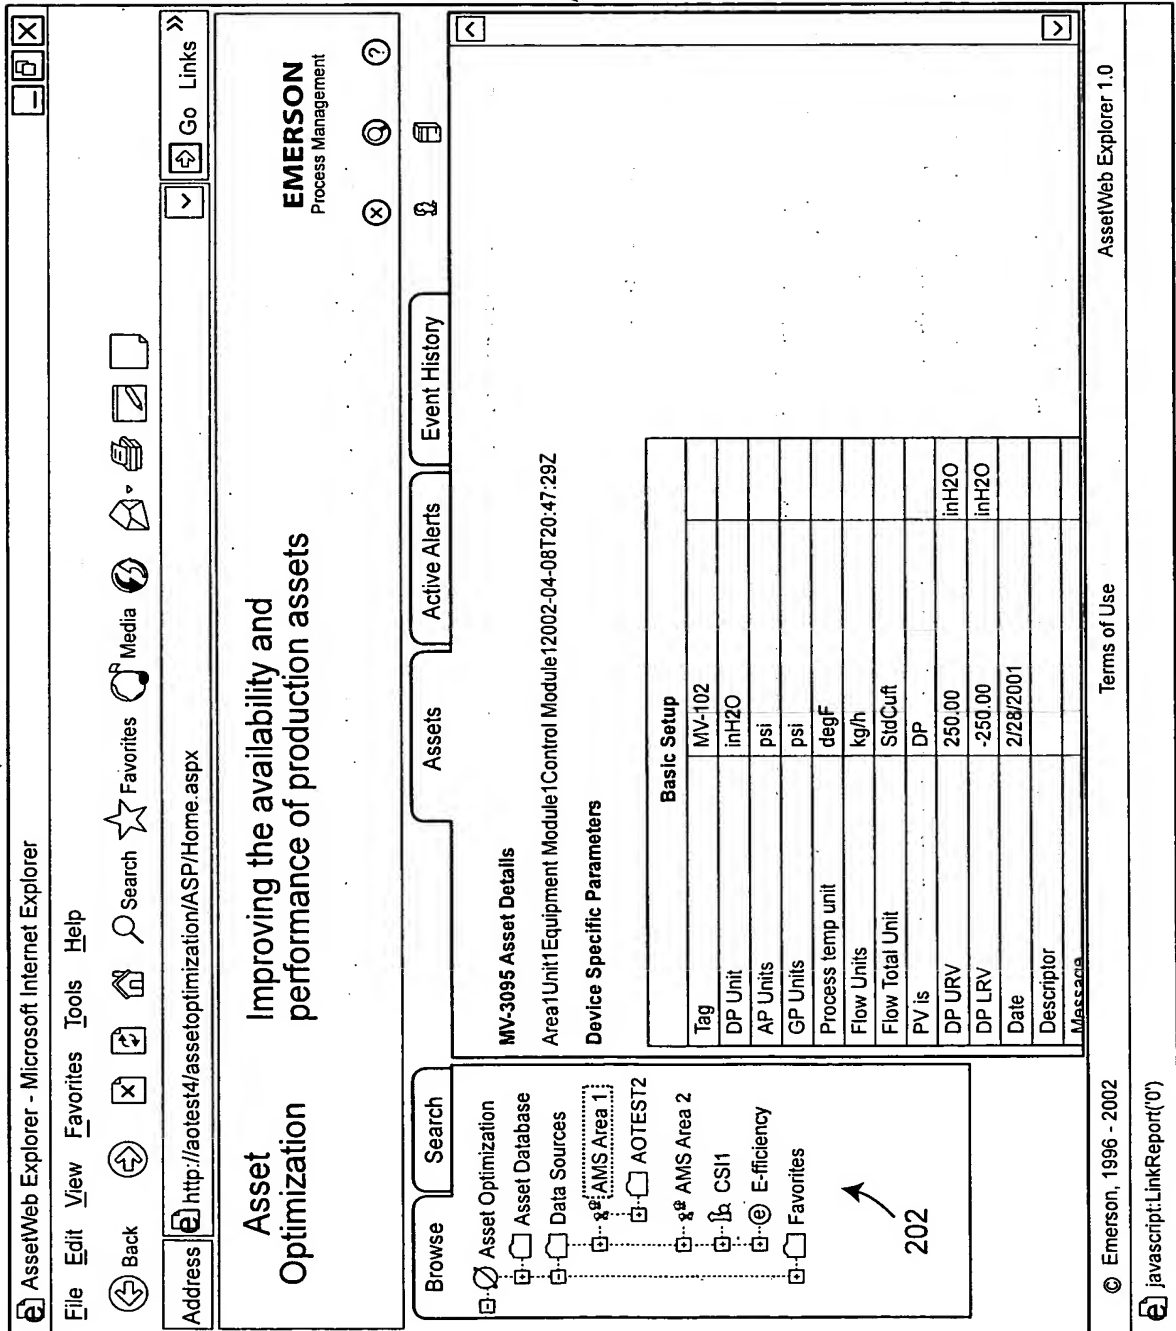 AssetWeb Explorer - Microsoft Internet Explorer
File Edit View Favorites Tools Help
Back Search Favorites Media
Address http://aotest4/assetoptimization/ASP/Home.aspx Go Links »
Asset Optimization
Improving the availability and
performance of production assets
EMERSON
Process Management
Browse Search
Assets Active Alerts Event History
Asset Optimization
Asset Database
Data Sources
AMS Area 1
AOTEST2
AMS Area 2
CSI1
E-fficiency
Favorites
202
MV-3095 Asset Details
Area1Unit1Equipment Module1Control Module12002-04-08T20:47:29Z
Device Specific Parameters
Basic Setup
Tag MV-102
DP Unit inH2O
AP Units psi
GP Units psi
Process temp unit degF
Flow Units kg/h
Flow Total Unit StdCuft
PV is DP
DP URV 250.00 inH2O
DP LRV -250.00 inH2O
Date 2/28/2001
Descriptor
Message
© Emerson, 1996 - 2002 Terms of Use AssetWeb Explorer 1.0
javascript:LinkReport('0')